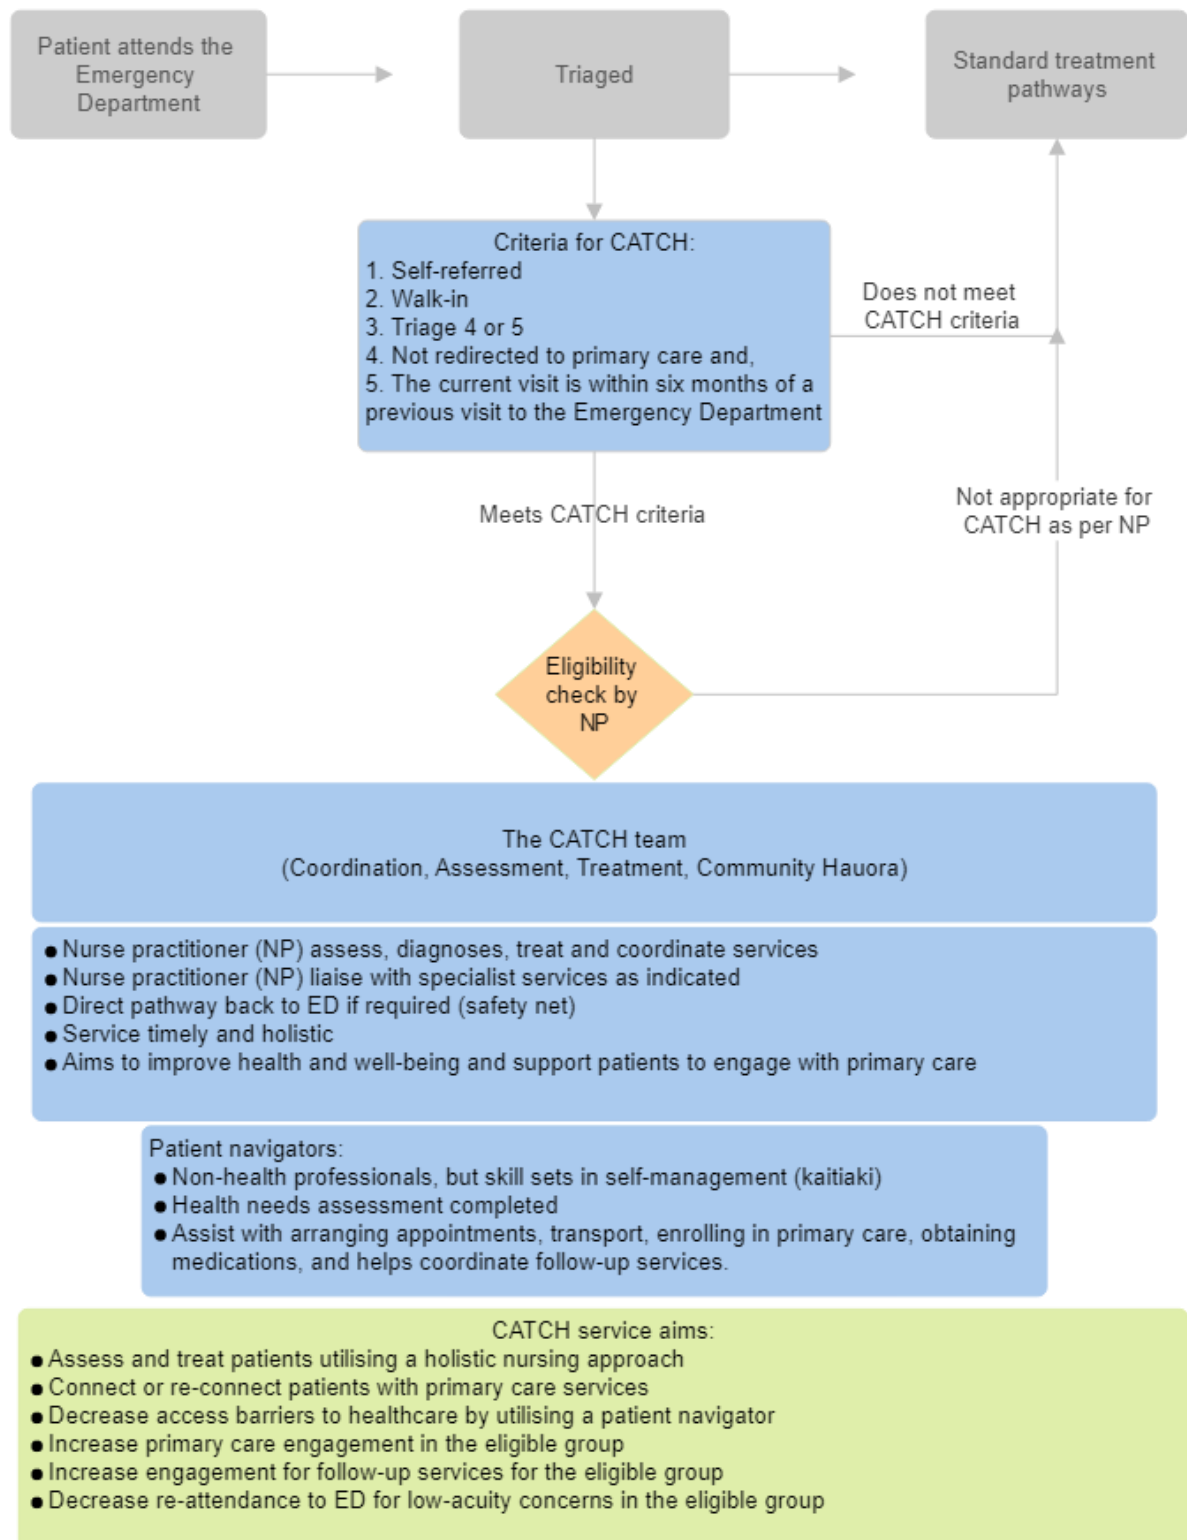 Patient attends the
Emergency
Department
Triaged
Standard treatment
pathways
Criteria for CATCH:
1. Self-referred
2. Walk-in
3. Triage 4 or 5
4. Not redirected to primary care and,
5. The current visit is within six months of a
previous visit to the Emergency Department
Does not meet
CATCH criteria
Meets CATCH criteria
Not appropriate for
CATCH as per NP
Eligibility
check by
NP
The CATCH team
(Coordination, Assessment, Treatment, Community Hauora)
● Nurse practitioner (NP) assess, diagnoses, treat and coordinate services
● Nurse practitioner (NP) liaise with specialist services as indicated
● Direct pathway back to ED if required (safety net)
● Service timely and holistic
● Aims to improve health and well-being and support patients to engage with primary care
Patient navigators:
● Non-health professionals, but skill sets in self-management (kaitiaki)
● Health needs assessment completed
● Assist with arranging appointments, transport, enrolling in primary care, obtaining
medications, and helps coordinate follow-up services.
CATCH service aims:
● Assess and treat patients utilising a holistic nursing approach
● Connect or re-connect patients with primary care services
● Decrease access barriers to healthcare by utilising a patient navigator
● Increase primary care engagement in the eligible group
● Increase engagement for follow-up services for the eligible group
● Decrease re-attendance to ED for low-acuity concerns in the eligible group